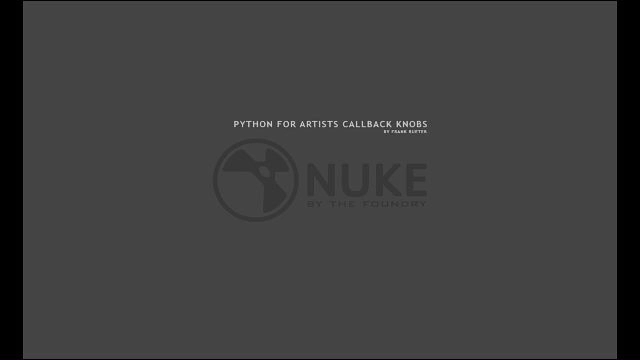 PYTHON FOR ARTISTS CALLBACK KNOBS
BY FRANK RUETER
NUKE
BY THE FOUNDRY